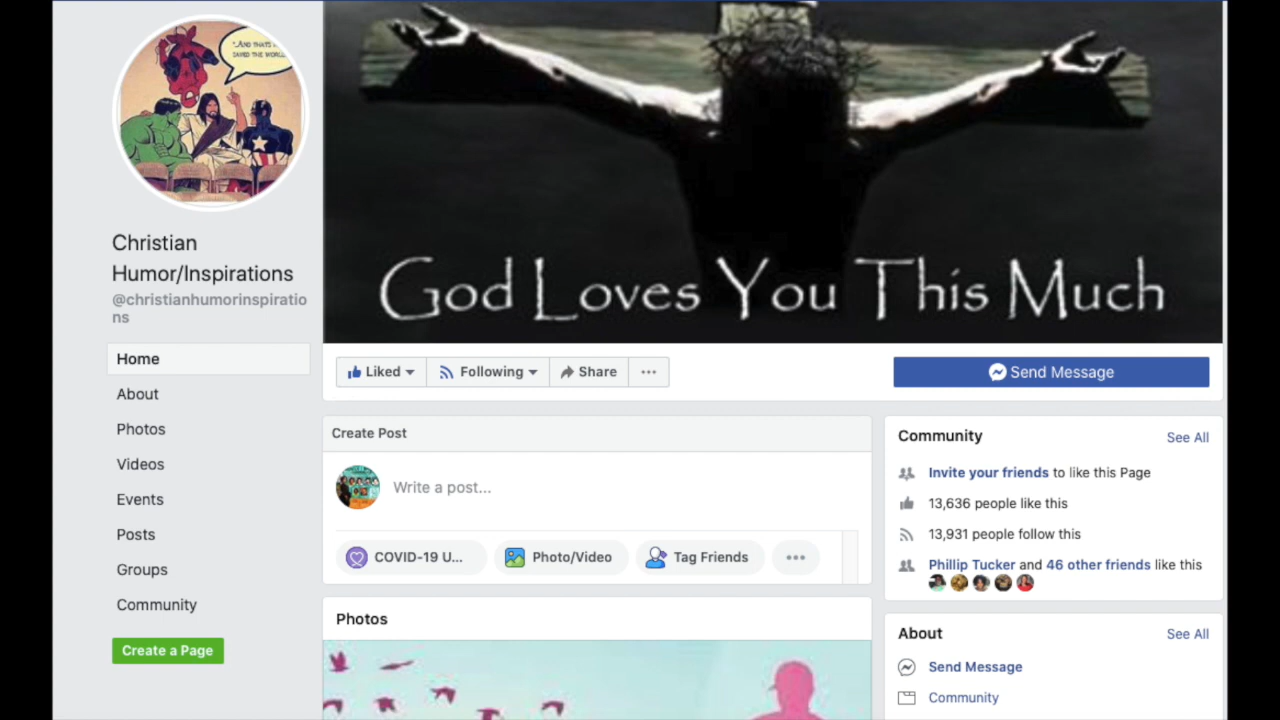 "...AND THAT'S
SAVED THE WORLD
Christian
Humor/Inspirations
@christianhumorinspiratio
ns
Home
About
Photos
Videos
Events
Posts
Groups
Community
Create a Page
God Loves You This Much
Liked
Following
Share
Send Message
Create Post
Write a post...
COVID-19 U...
Photo/Video
Tag Friends
Photos
Community
See All
Invite your friends to like this Page
13,636 people like this
13,931 people follow this
Phillip Tucker and 46 other friends like this
About
See All
Send Message
Community